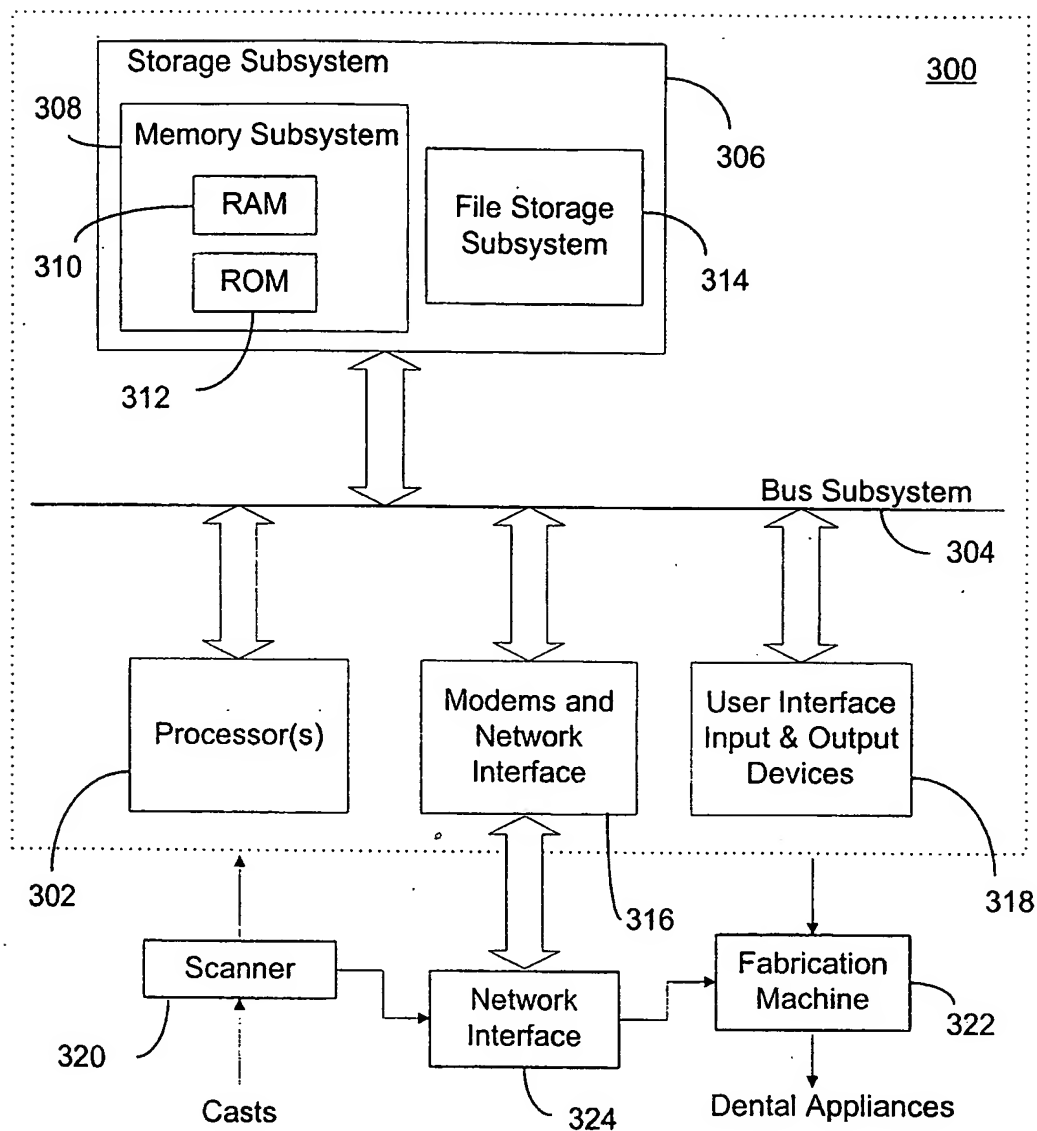 Storage Subsystem
300
308
Memory Subsystem
306
RAM
File Storage
Subsystem
310
ROM
314
312
Bus Subsystem
304
Processor(s)
Modems and
Network
Interface
User Interface
Input & Output
Devices
302
316
318
Scanner
Network
Interface
Fabrication
Machine
320
322
Casts
324
Dental Appliances